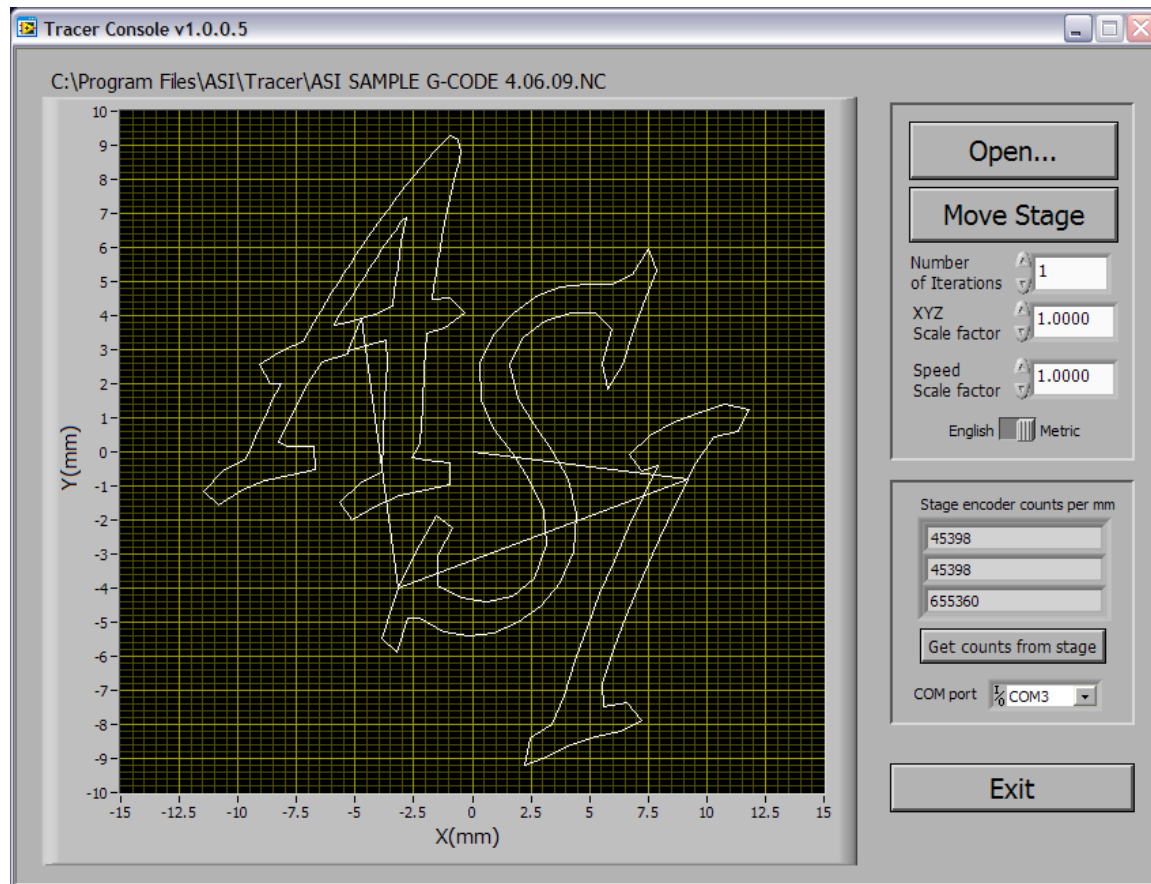 Tracer Console v1.0.0.5
C:\Program Files\ASI\Tracer\ASI SAMPLE G-CODE 4.06.09.NC
10
9
8
7
6
5
4
3
2
1
0
-1
-2
-3
-4
-5
-6
-7
-8
-9
-10
Y(mm)
-15 -12.5 -10 -7.5 -5 -2.5 0 2.5 5 7.5 10 12.5 15
X(mm)
Open...
Move Stage
Number
of Iterations
1
XYZ
Scale factor
1.0000
Speed
Scale factor
1.0000
English Metric
Stage encoder counts per mm
45398
45398
655360
Get counts from stage
COM port I/O COM3
Exit